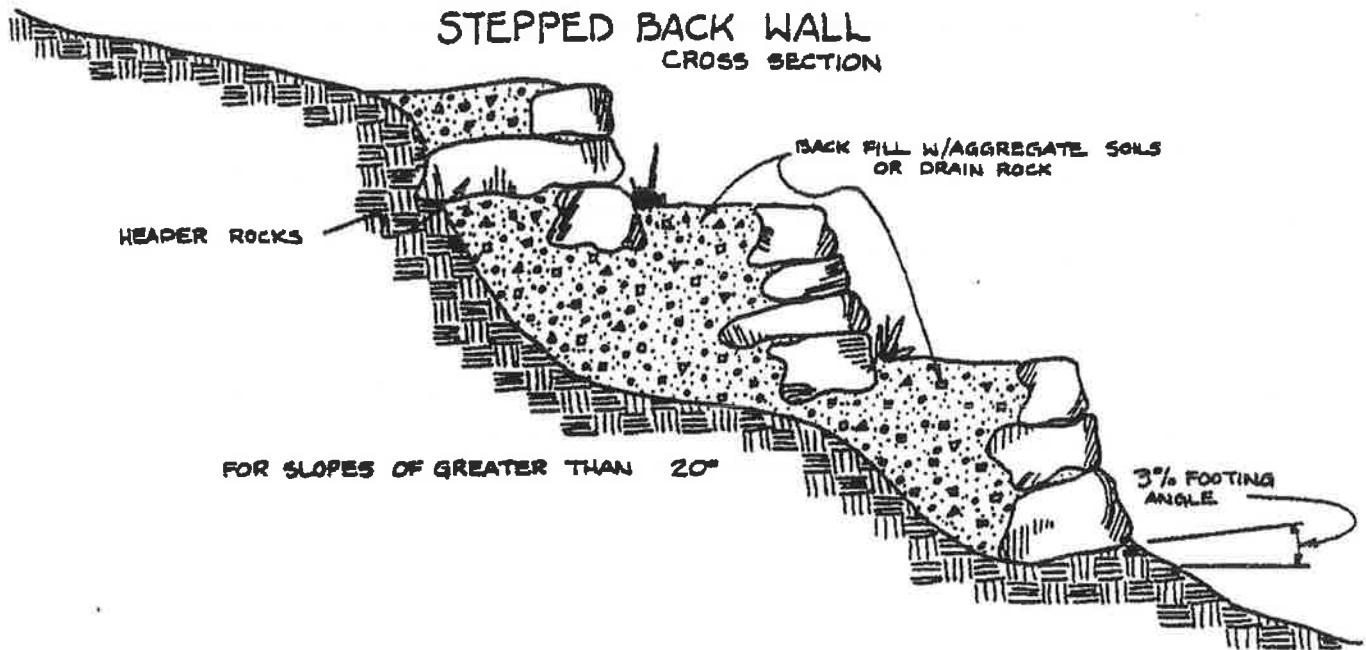 STEPPED BACK WALL
CROSS SECTION
BACK FILL W/AGGREGATE SOILS
OR DRAIN ROCK
HEADER ROCKS
FOR SLOPES OF GREATER THAN 20°
3% FOOTING
ANGLE